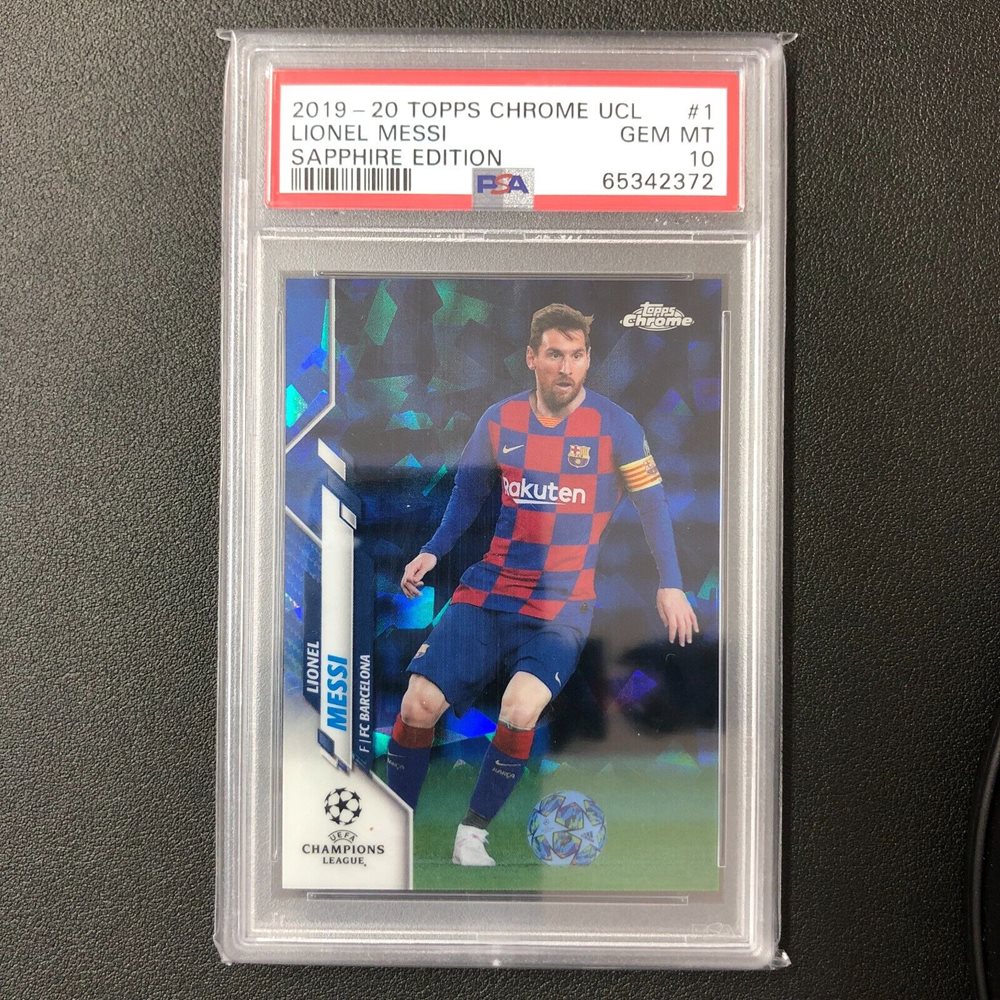 2019-20 TOPPS CHROME UCL #1
LIONEL MESSI GEM MT
SAPPHIRE EDITION 10
PSA 65342372
topps
Chrome
Rakuten
LIONEL
MESSI
F | FC BARCELONA
UEFA
CHAMPIONS
LEAGUE